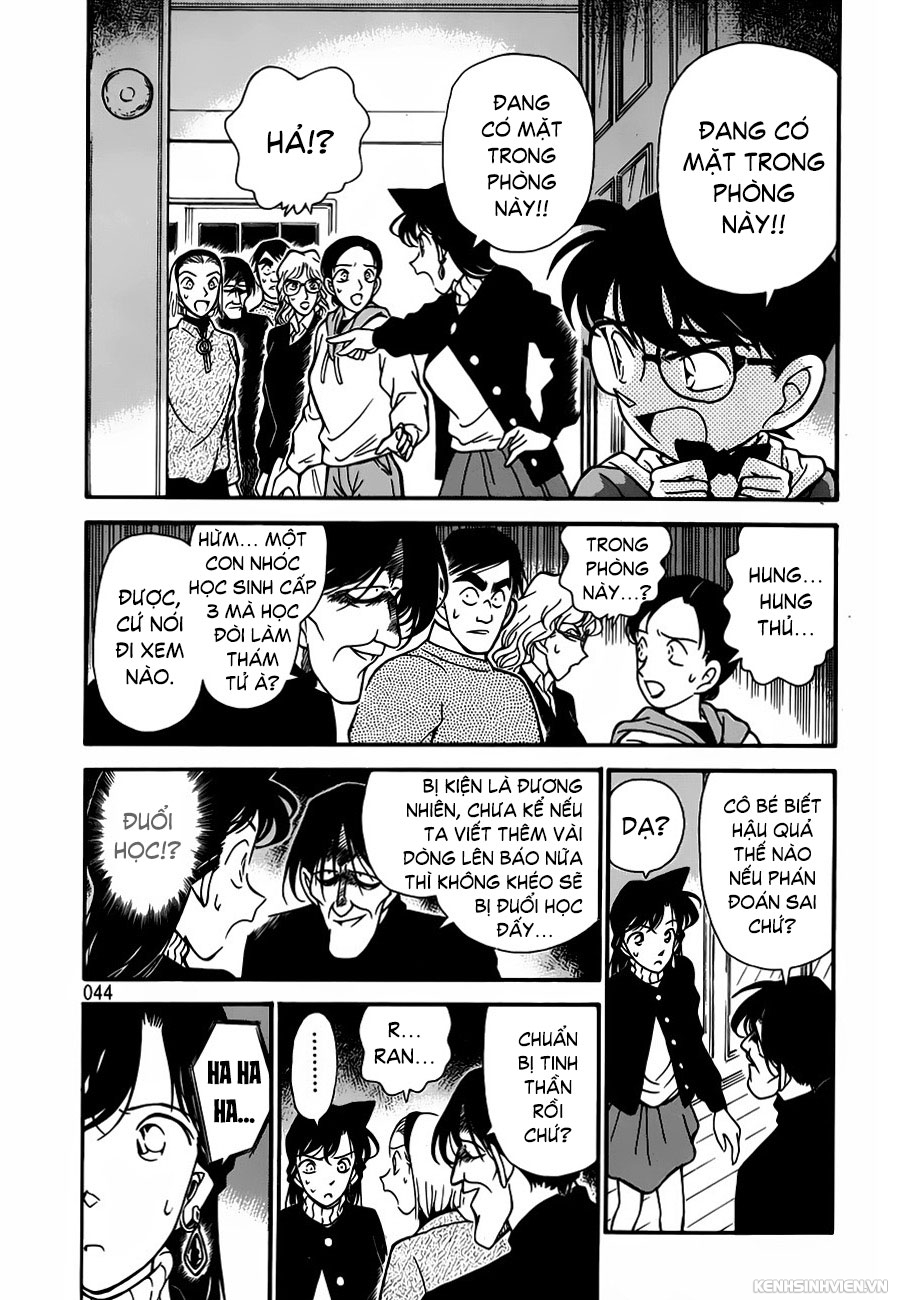 ĐANG CÓ
MẶT TRONG
PHÒNG
NÀY!!
ĐANG
CÓ MẶT
TRONG
PHÒNG
NÀY!!
HẢ!?
HUNG...
HUNG
THỦ...
TRONG
PHÒNG
NÀY...?
HỪM... MỘT
CON NHÓC
HỌC SINH CẤP
3 MÀ HỌC
ĐÒI LÀM
THÁM
TỬ À?
ĐƯỢC,
CỨ NÓI
ĐI XEM
NÀO.
CÔ BÉ BIẾT
HẬU QUẢ
THẾ NÀO
NẾU PHÁN
ĐOÁN SAI
CHỨ?
DẠ?
BỊ KIỆN LÀ ĐƯƠNG
NHIÊN, CHƯA KỂ NẾU
TA VIẾT THÊM VÀI
DÒNG LÊN BÁO NỮA
THÌ KHÔNG KHÉO SẼ
BỊ ĐUỔI HỌC
ĐẤY...
ĐUỔI
HỌC!?
044
CHUẨN
BỊ TINH
THẦN
RỒI
CHỨ?
R...
RAN...
.........
HA HA
HA...
KENHSINHVIEN.VN